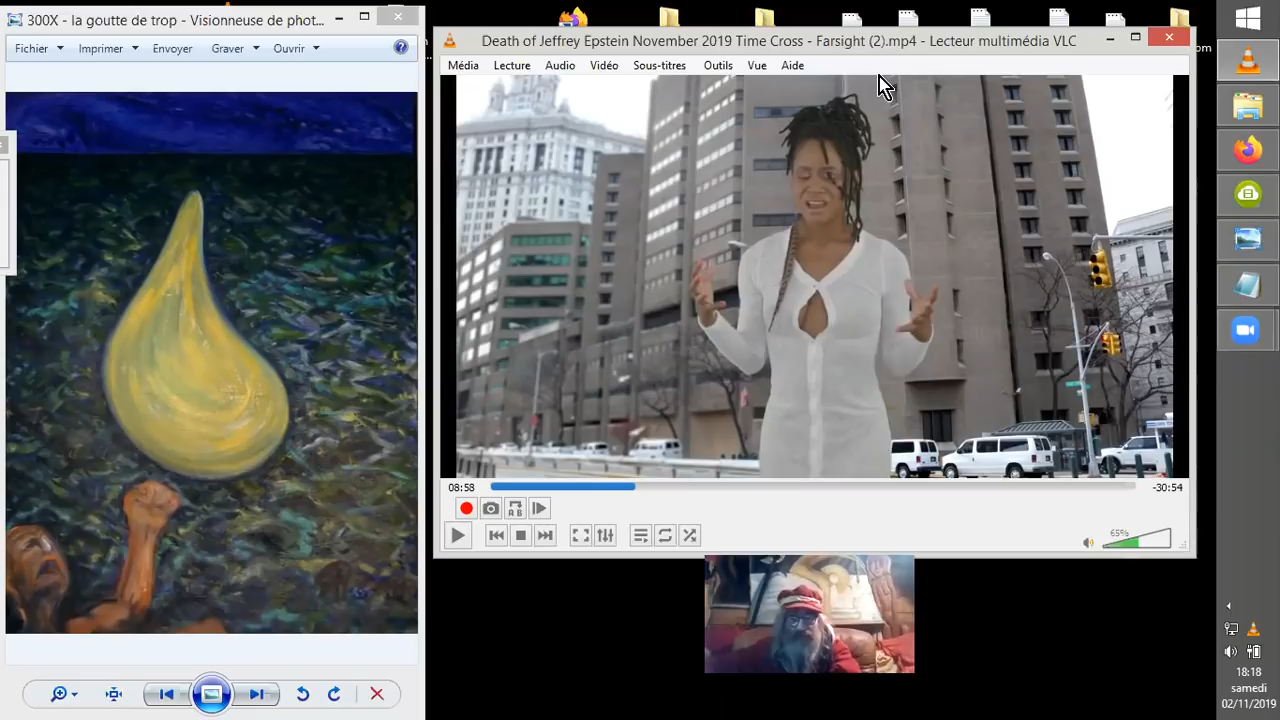 300X - la goutte de trop - Visionneuse de phot...
Fichier Imprimer Envoyer Graver Ouvrir
Death of Jeffrey Epstein November 2019 Time Cross - Farsight (2).mp4 - Lecteur multimédia VLC
Média Lecture Audio Vidéo Sous-titres Outils Vue Aide
08:58 -30:54
65%
18:18
samedi
02/11/2019